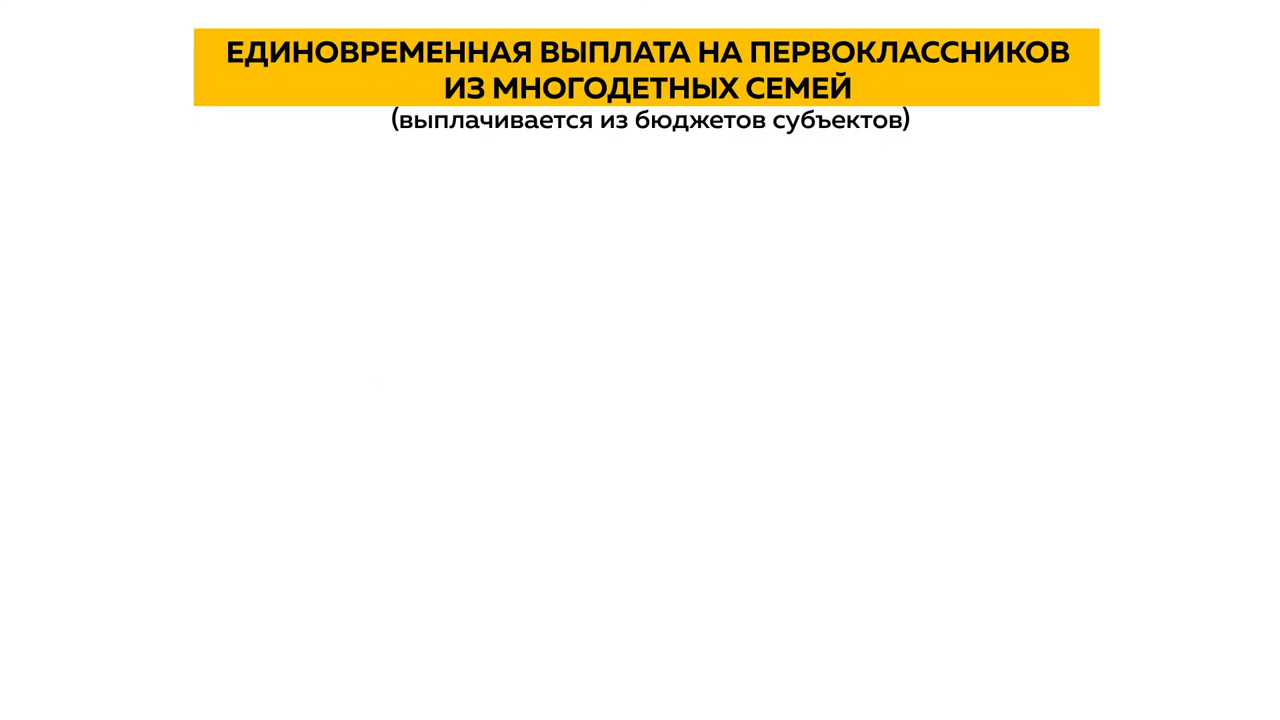 ЕДИНОВРЕМЕННАЯ ВЫПЛАТА НА ПЕРВОКЛАССНИКОВ
ИЗ МНОГОДЕТНЫХ СЕМЕЙ
(выплачивается из бюджетов субъектов)